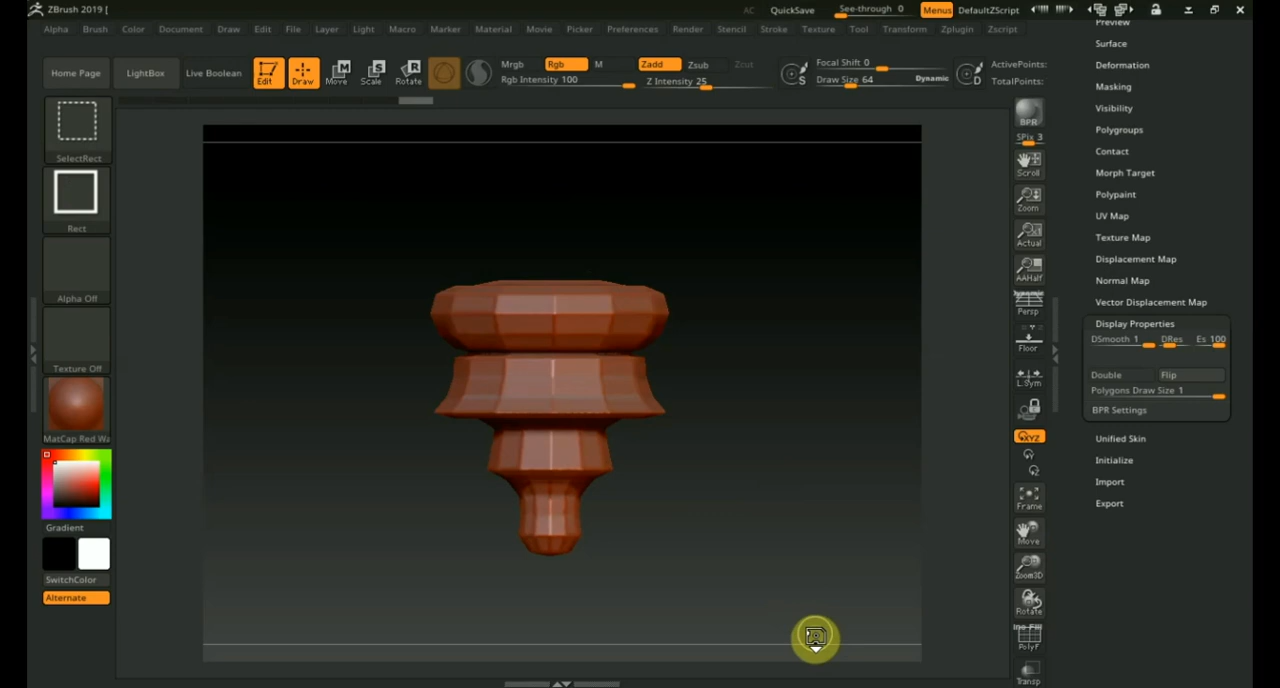 ZBrush 2019 [
AC
QuickSave
See-through 0
Menus
DefaultZScript
Alpha Brush Color Document Draw Edit File Layer Light Macro Marker Material Movie Picker Preferences Render Stencil Stroke Texture Tool Transform Zplugin Zscript
Home Page
LightBox
Live Boolean
Edit
Draw
Move
Scale
Rotate
Mrgb
Rgb
M
Rgb Intensity 100
Zadd
Zsub
Zcut
Z Intensity 25
Focal Shift 0
Draw Size 64
Dynamic
ActivePoints:
TotalPoints:
SelectRect
Rect
Alpha Off
Texture Off
MatCap Red Wa
Gradient
SwitchColor
Alternate
BPR
SPix 3
Scroll
Zoom
Actual
AAHalf
Dynamic
Persp
Floor
L.Sym
XYZ
Y
Z
Frame
Move
Zoom3D
Rotate
Line Fill
PolyF
Transp
Preview
Surface
Deformation
Masking
Visibility
Polygroups
Contact
Morph Target
Polypaint
UV Map
Texture Map
Displacement Map
Normal Map
Vector Displacement Map
Display Properties
DSmooth 1
DRes
Es 100
Double
Flip
Polygons Draw Size 1
BPR Settings
Unified Skin
Initialize
Import
Export